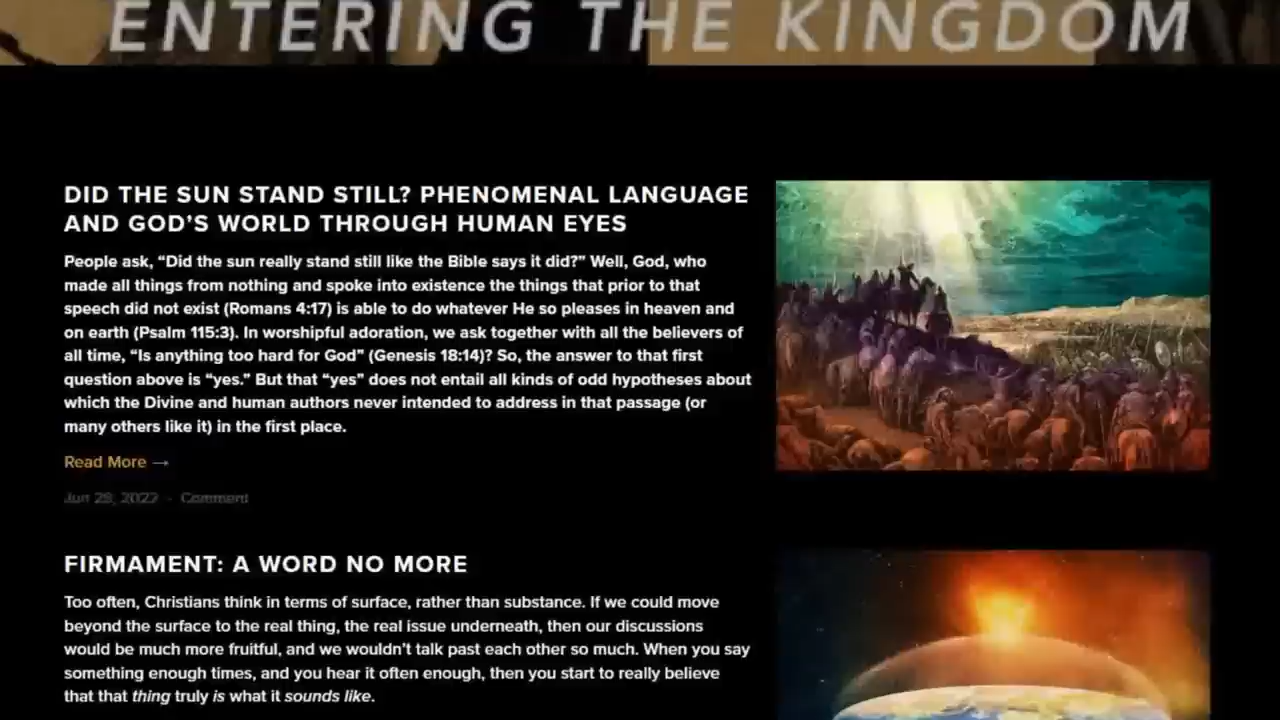 ENTERING THE KINGDOM
DID THE SUN STAND STILL? PHENOMENAL LANGUAGE
AND GOD’S WORLD THROUGH HUMAN EYES
People ask, “Did the sun really stand still like the Bible says it did?” Well, God, who
made all things from nothing and spoke into existence the things that prior to that
speech did not exist (Romans 4:17) is able to do whatever He so pleases in heaven and
on earth (Psalm 115:3). In worshipful adoration, we ask together with all the believers of
all time, “Is anything too hard for God” (Genesis 18:14)? So, the answer to that first
question above is “yes.” But that “yes” does not entail all kinds of odd hypotheses about
which the Divine and human authors never intended to address in that passage (or
many others like it) in the first place.
Read More →
Jun 28, 2022 · Comment
FIRMAMENT: A WORD NO MORE
Too often, Christians think in terms of surface, rather than substance. If we could move
beyond the surface to the real thing, the real issue underneath, then our discussions
would be much more fruitful, and we wouldn’t talk past each other so much. When you say
something enough times, and you hear it often enough, then you start to really believe
that that thing truly is what it sounds like.